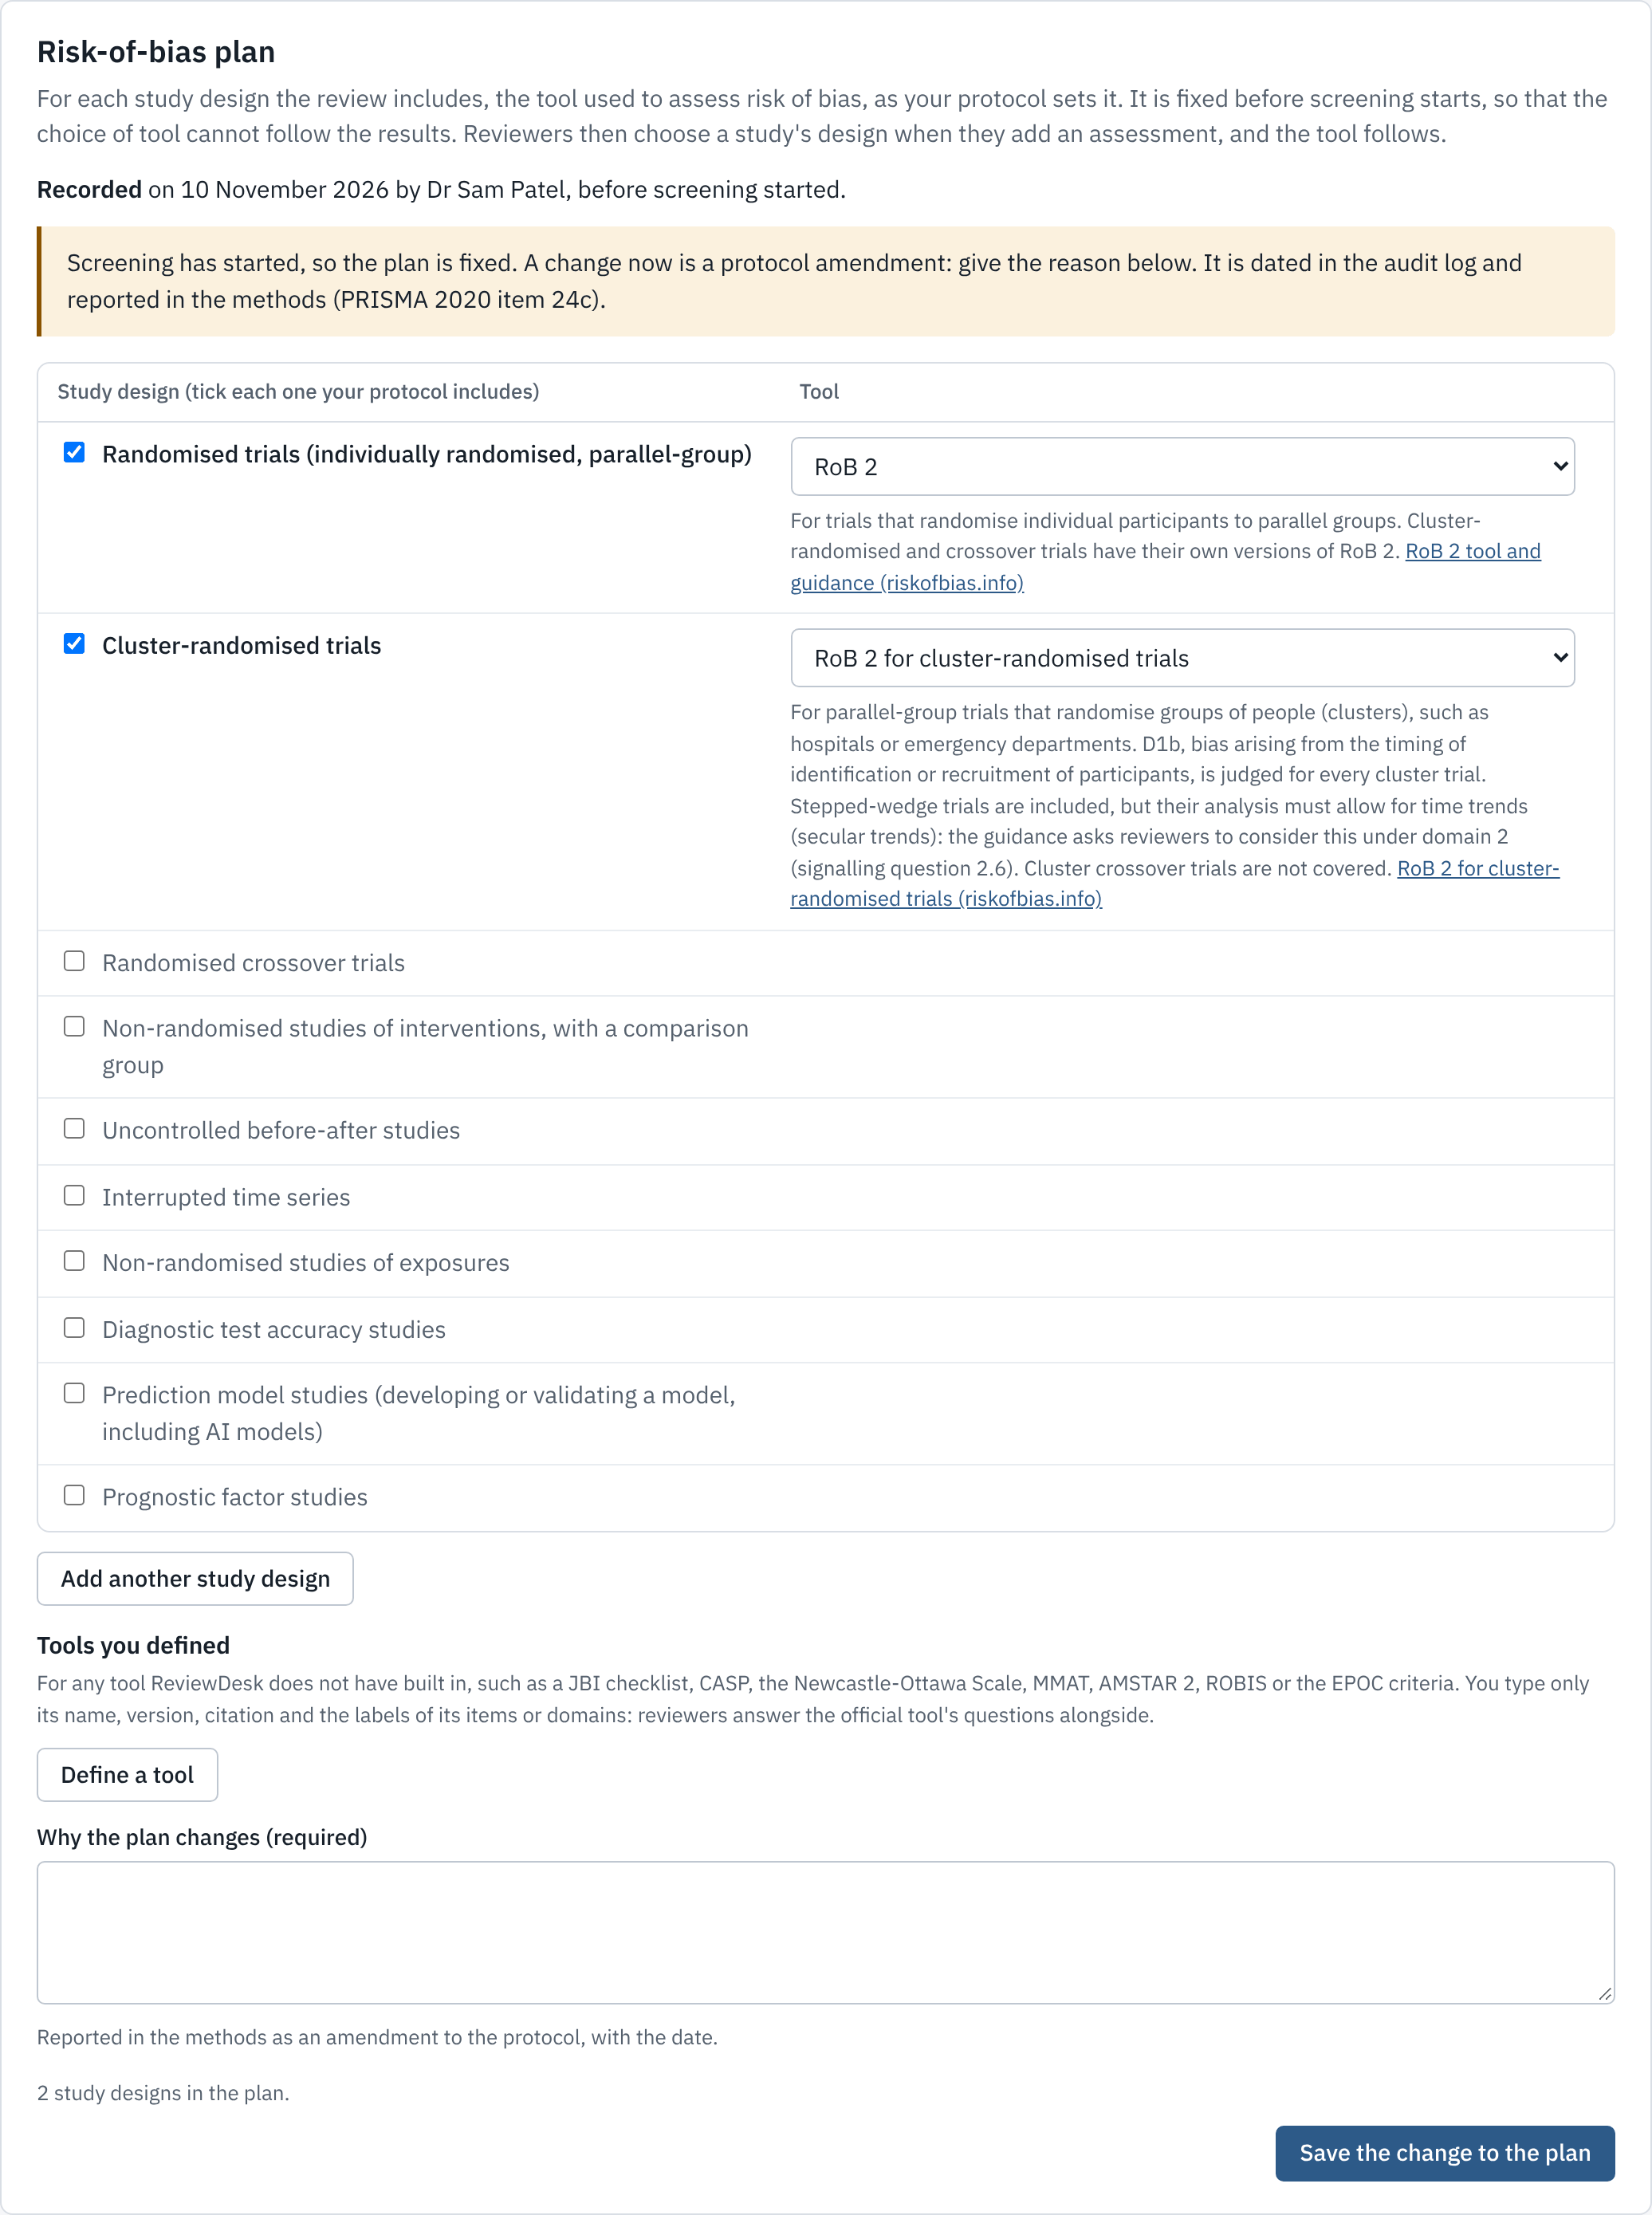 Risk-of-bias plan
For each study design the review includes, the tool used to assess risk of bias, as your protocol sets it. It is fixed before screening starts, so that the
choice of tool cannot follow the results. Reviewers then choose a study's design when they add an assessment, and the tool follows.
Recorded on 10 November 2026 by Dr Sam Patel, before screening started.
Screening has started, so the plan is fixed. A change now is a protocol amendment: give the reason below. It is dated in the audit log and
reported in the methods (PRISMA 2020 item 24c).
Study design (tick each one your protocol includes)
Tool
Randomised trials (individually randomised, parallel-group)
RoB 2
For trials that randomise individual participants to parallel groups. Cluster-
randomised and crossover trials have their own versions of RoB 2. RoB 2 tool and
guidance (riskofbias.info)
Cluster-randomised trials
RoB 2 for cluster-randomised trials
For parallel-group trials that randomise groups of people (clusters), such as
hospitals or emergency departments. D1b, bias arising from the timing of
identification or recruitment of participants, is judged for every cluster trial.
Stepped-wedge trials are included, but their analysis must allow for time trends
(secular trends): the guidance asks reviewers to consider this under domain 2
(signalling question 2.6). Cluster crossover trials are not covered. RoB 2 for cluster-
randomised trials (riskofbias.info)
Randomised crossover trials
Non-randomised studies of interventions, with a comparison
group
Uncontrolled before-after studies
Interrupted time series
Non-randomised studies of exposures
Diagnostic test accuracy studies
Prediction model studies (developing or validating a model,
including AI models)
Prognostic factor studies
Add another study design
Tools you defined
For any tool ReviewDesk does not have built in, such as a JBI checklist, CASP, the Newcastle-Ottawa Scale, MMAT, AMSTAR 2, ROBIS or the EPOC criteria. You type only
its name, version, citation and the labels of its items or domains: reviewers answer the official tool's questions alongside.
Define a tool
Why the plan changes (required)
Reported in the methods as an amendment to the protocol, with the date.
2 study designs in the plan.
Save the change to the plan